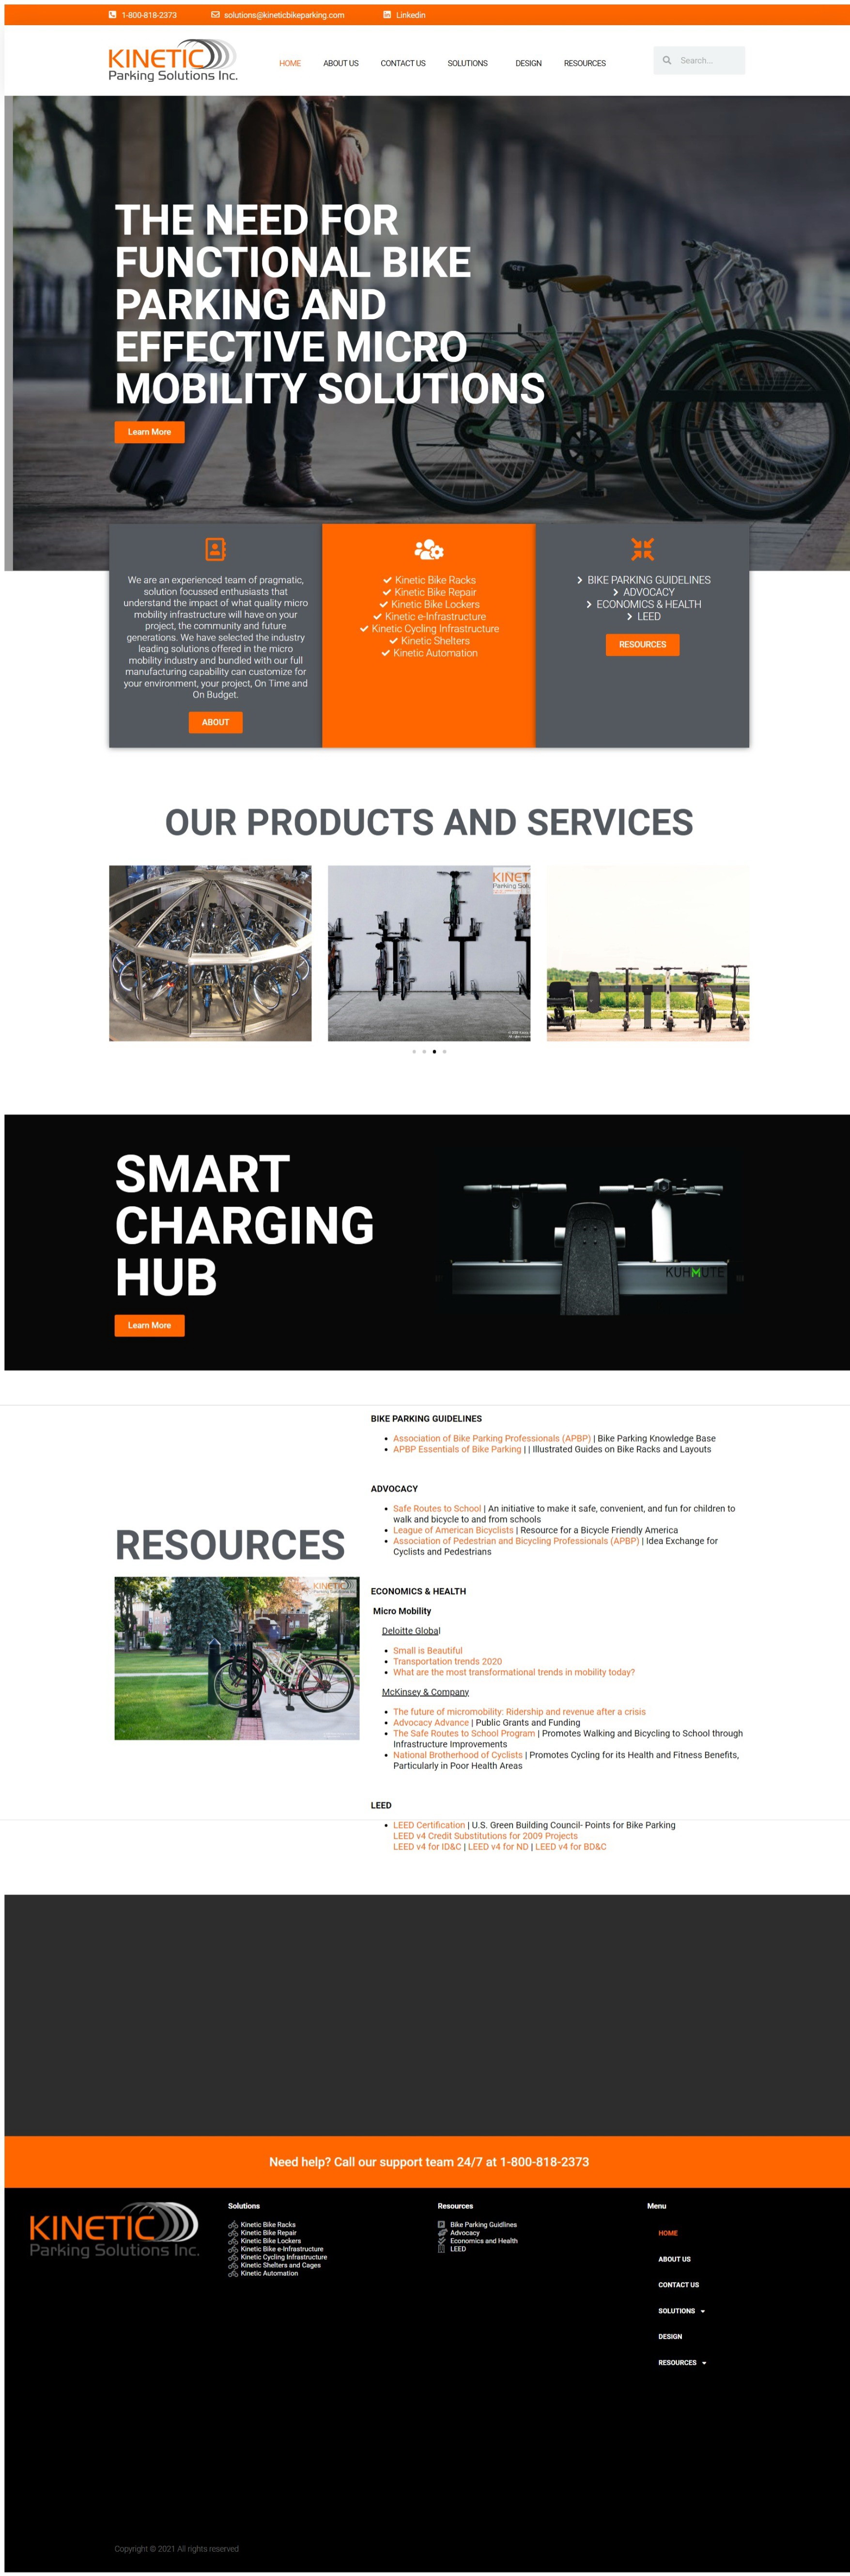 1-800-818-2373
solutions@kineticbikeparking.com
Linkedin
KINETIC
Parking Solutions Inc.
HOME
ABOUT US
CONTACT US
SOLUTIONS
DESIGN
RESOURCES
Search...
THE NEED FOR
FUNCTIONAL BIKE
PARKING AND
EFFECTIVE MICRO
MOBILITY SOLUTIONS
Learn More
We are an experienced team of pragmatic,
solution focussed enthusiasts that
understand the impact of what quality micro
mobility infrastructure will have on your
project, the community and future
generations. We have selected the industry
leading solutions offered in the micro
mobility industry and bundled with our full
manufacturing capability can customize for
your environment, your project, On Time and
On Budget.
ABOUT
Kinetic Bike Racks
Kinetic Bike Repair
Kinetic Bike Lockers
Kinetic e-Infrastructure
Kinetic Cycling Infrastructure
Kinetic Shelters
Kinetic Automation
BIKE PARKING GUIDELINES
ADVOCACY
ECONOMICS & HEALTH
LEED
RESOURCES
OUR PRODUCTS AND SERVICES
KINET
Parking Solu
SMART
CHARGING
HUB
Learn More
KUHMUTE
BIKE PARKING GUIDELINES
Association of Bike Parking Professionals (APBP) | Bike Parking Knowledge Base
APBP Essentials of Bike Parking | | Illustrated Guides on Bike Racks and Layouts
ADVOCACY
Safe Routes to School | An initiative to make it safe, convenient, and fun for children to
walk and bicycle to and from schools
League of American Bicyclists | Resource for a Bicycle Friendly America
Association of Pedestrian and Bicycling Professionals (APBP) | Idea Exchange for
Cyclists and Pedestrians
RESOURCES
KINETIC
Parking Solutions Inc.
ECONOMICS & HEALTH
Micro Mobility
Deloitte Global
Small is Beautiful
Transportation trends 2020
What are the most transformational trends in mobility today?
McKinsey & Company
The future of micromobility: Ridership and revenue after a crisis
Advocacy Advance | Public Grants and Funding
The Safe Routes to School Program | Promotes Walking and Bicycling to School through
Infrastructure Improvements
National Brotherhood of Cyclists | Promotes Cycling for its Health and Fitness Benefits,
Particularly in Poor Health Areas
LEED
LEED Certification | U.S. Green Building Council- Points for Bike Parking
LEED v4 Credit Substitutions for 2009 Projects
LEED v4 for ID&C | LEED v4 for ND | LEED v4 for BD&C
Need help? Call our support team 24/7 at 1-800-818-2373
KINETIC
Parking Solutions Inc.
Solutions
Kinetic Bike Racks
Kinetic Bike Repair
Kinetic Bike Lockers
Kinetic Bike e-Infrastructure
Kinetic Cycling Infrastructure
Kinetic Shelters and Cages
Kinetic Automation
Resources
Bike Parking Guidlines
Advocacy
Economics and Health
LEED
Menu
HOME
ABOUT US
CONTACT US
SOLUTIONS
DESIGN
RESOURCES
Copyright © 2021 All rights reserved